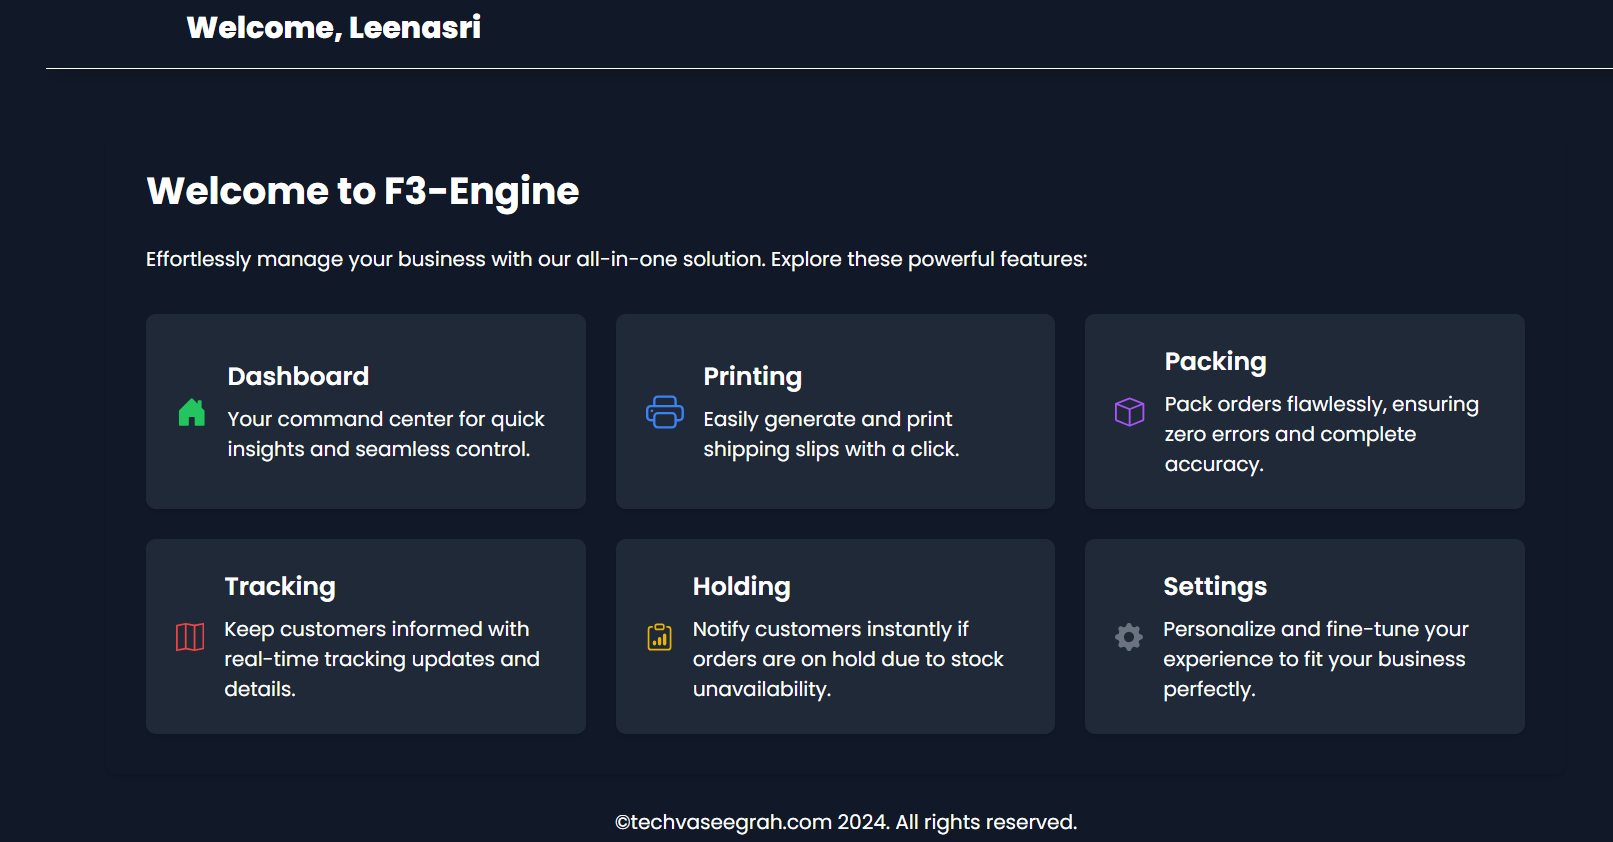 Welcome, Leenasri
Welcome to F3-Engine
Effortlessly manage your business with our all-in-one solution. Explore these powerful features:
Dashboard
Your command center for quick
insights and seamless control.
Printing
Easily generate and print
shipping slips with a click.
Packing
Pack orders flawlessly, ensuring
zero errors and complete
accuracy.
Tracking
Keep customers informed with
real-time tracking updates and
details.
Holding
Notify customers instantly if
orders are on hold due to stock
unavailability.
Settings
Personalize and fine-tune your
experience to fit your business
perfectly.
©techvaseegrah.com 2024. All rights reserved.